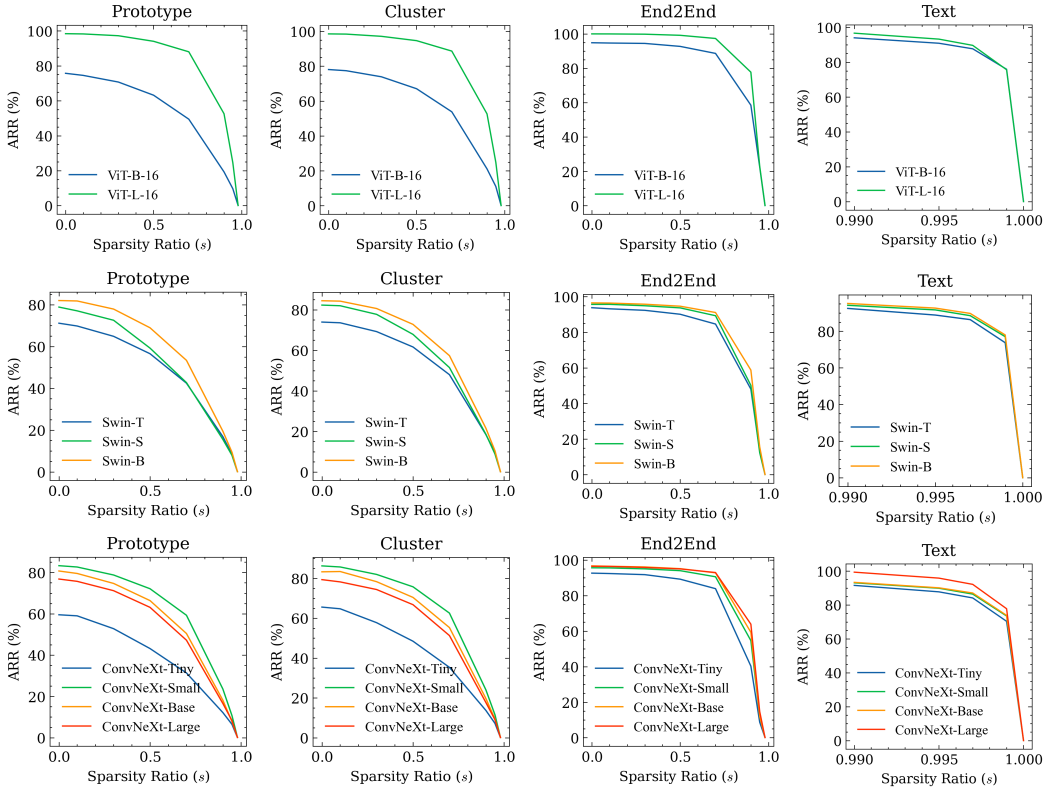 Prototype
ARR (%)
100
80
60
40
20
0
ViT-B-16
ViT-L-16
0.0
0.5
1.0
Sparsity Ratio (s)
Cluster
ARR (%)
100
80
60
40
20
0
ViT-B-16
ViT-L-16
0.0
0.5
1.0
Sparsity Ratio (s)
End2End
ARR (%)
100
80
60
40
20
0
ViT-B-16
ViT-L-16
0.0
0.5
1.0
Sparsity Ratio (s)
Text
ARR (%)
100
80
60
40
20
0
ViT-B-16
ViT-L-16
0.990
0.995
1.000
Sparsity Ratio (s)
Prototype
ARR (%)
80
60
40
20
0
Swin-T
Swin-S
Swin-B
0.0
0.5
1.0
Sparsity Ratio (s)
Cluster
ARR (%)
80
60
40
20
0
Swin-T
Swin-S
Swin-B
0.0
0.5
1.0
Sparsity Ratio (s)
End2End
ARR (%)
100
80
60
40
20
0
Swin-T
Swin-S
Swin-B
0.0
0.5
1.0
Sparsity Ratio (s)
Text
ARR (%)
80
60
40
20
0
Swin-T
Swin-S
Swin-B
0.990
0.995
1.000
Sparsity Ratio (s)
Prototype
ARR (%)
80
60
40
20
0
ConvNeXt-Tiny
ConvNeXt-Small
ConvNeXt-Base
ConvNeXt-Large
0.0
0.5
1.0
Sparsity Ratio (s)
Cluster
ARR (%)
80
60
40
20
0
ConvNeXt-Tiny
ConvNeXt-Small
ConvNeXt-Base
ConvNeXt-Large
0.0
0.5
1.0
Sparsity Ratio (s)
End2End
ARR (%)
100
80
60
40
20
0
ConvNeXt-Tiny
ConvNeXt-Small
ConvNeXt-Base
ConvNeXt-Large
0.0
0.5
1.0
Sparsity Ratio (s)
Text
ARR (%)
100
80
60
40
20
0
ConvNeXt-Tiny
ConvNeXt-Small
ConvNeXt-Base
ConvNeXt-Large
0.990
0.995
1.000
Sparsity Ratio (s)